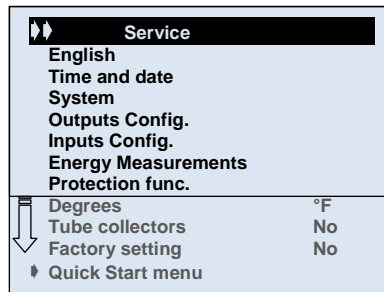 Service
English
Time and date
System
Outputs Config.
Inputs Config.
Energy Measurements
Protection func.
Degrees °F
Tube collectors No
Factory setting No
Quick Start menu